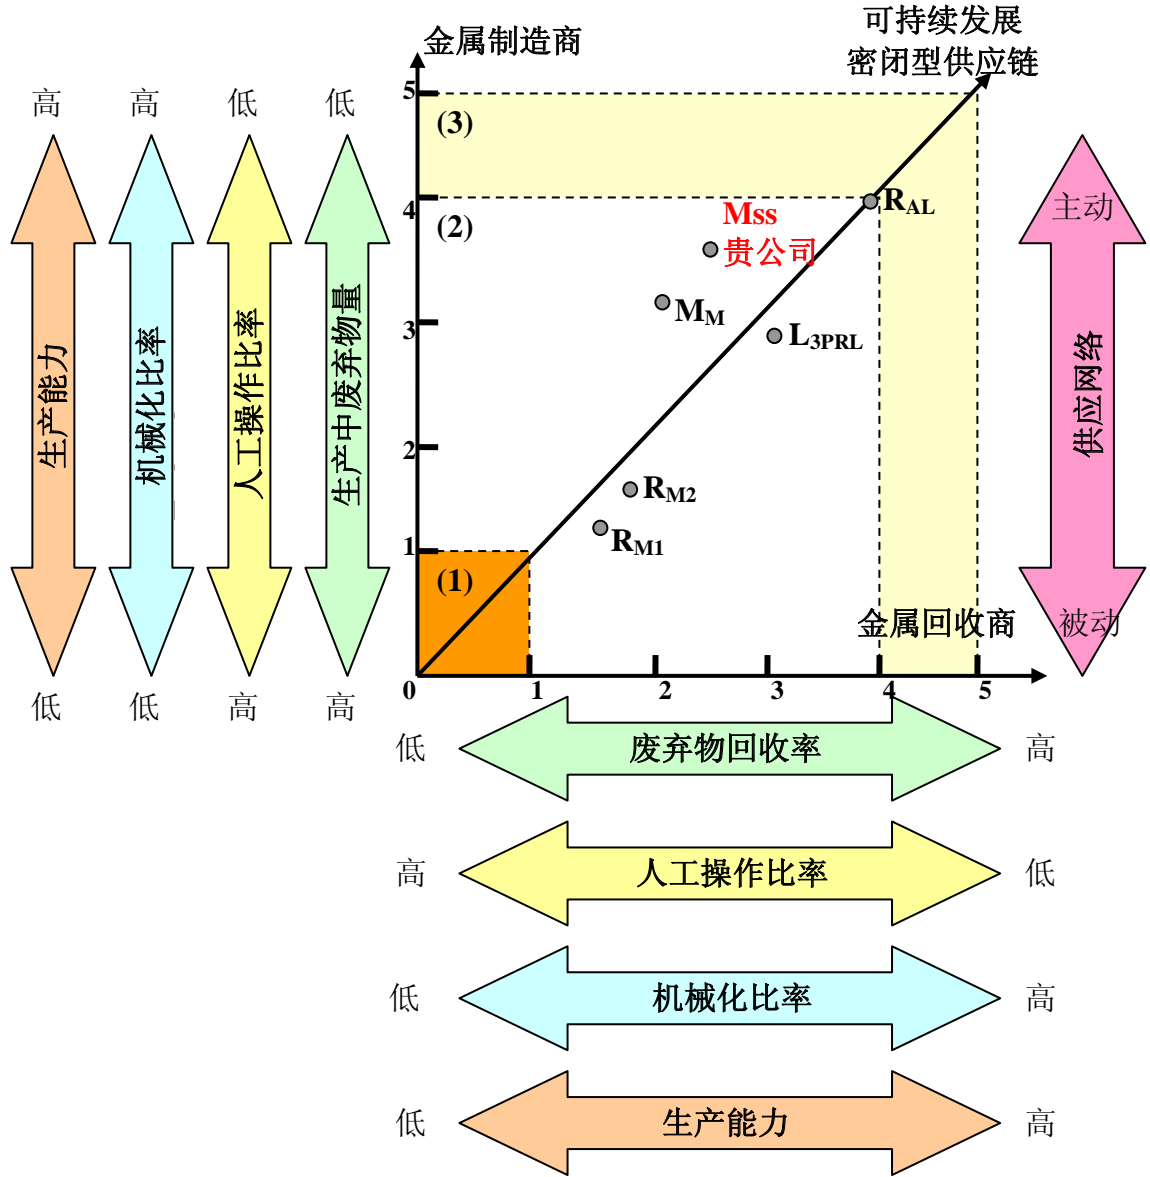 可持续发展
密闭型供应链
金属制造商
高
高
低
低
5
(3)
4
(2)
3
2
1
(1)
0
1
2
3
4
5
R_AL
Mss
贵公司
M_M
L_3PRL
R_M2
R_M1
金属回收商
生产能力
机械化比率
人工操作比率
生产中废弃物量
主动
供应网络
被动
低
低
高
高
低
废弃物回收率
高
高
人工操作比率
低
低
机械化比率
高
低
生产能力
高